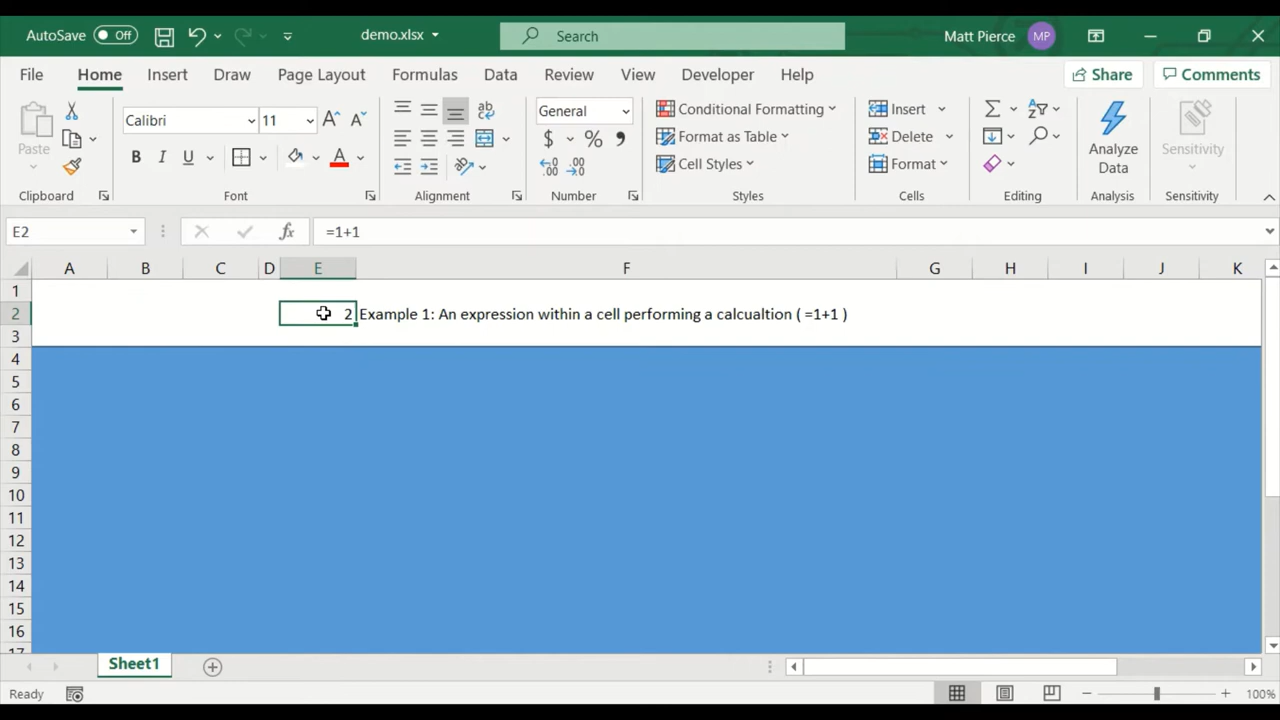 AutoSave Off demo.xlsx Search Matt Pierce MP
File Home Insert Draw Page Layout Formulas Data Review View Developer Help Share Comments
Paste
Clipboard
Calibri 11
B I U A
Font
ab
Alignment
General
$ % ,
Number
Conditional Formatting
Format as Table
Cell Styles
Styles
Insert
Delete
Format
Cells
Editing
Analyze
Data
Analysis
Sensitivity
Sensitivity
E2 fx =1+1
A B C D E F G H I J K
1
2 2 Example 1: An expression within a cell performing a calcualtion ( =1+1 )
3
4
5
6
7
8
9
10
11
12
13
14
15
16
17
Sheet1
Ready 100%